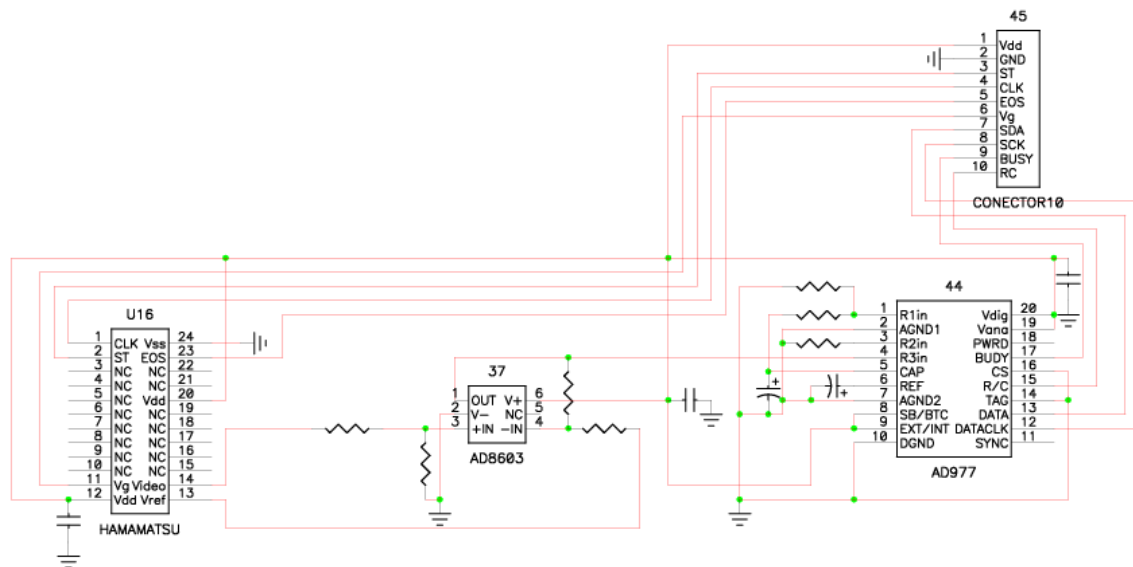 45
1 Vdd
2 GND
3 ST
4 CLK
5 EOS
6 Vg
7 SDA
8 SCK
9 BUSY
10 RC
CONECTOR10
U16
1 CLK Vss 24
2 ST EOS 23
3 NC NC 22
4 NC NC 21
5 NC Vdd 20
6 NC NC 19
7 NC NC 18
8 NC NC 17
9 NC NC 16
10 NC NC 15
11 Vg Video 14
12 Vdd Vref 13
HAMAMATSU
37
1 OUT V+ 6
2 V- NC 5
3 +IN -IN 4
AD8603
44
1 R1in Vdig 20
2 AGND1 Vana 19
3 R2in PWRD 18
4 R3in BUDY 17
5 CAP CS 16
6 REF R/C 15
7 AGND2 TAG 14
8 SB/BTC DATA 13
9 EXT/INT DATACLK 12
10 DGND SYNC 11
AD977
+
+